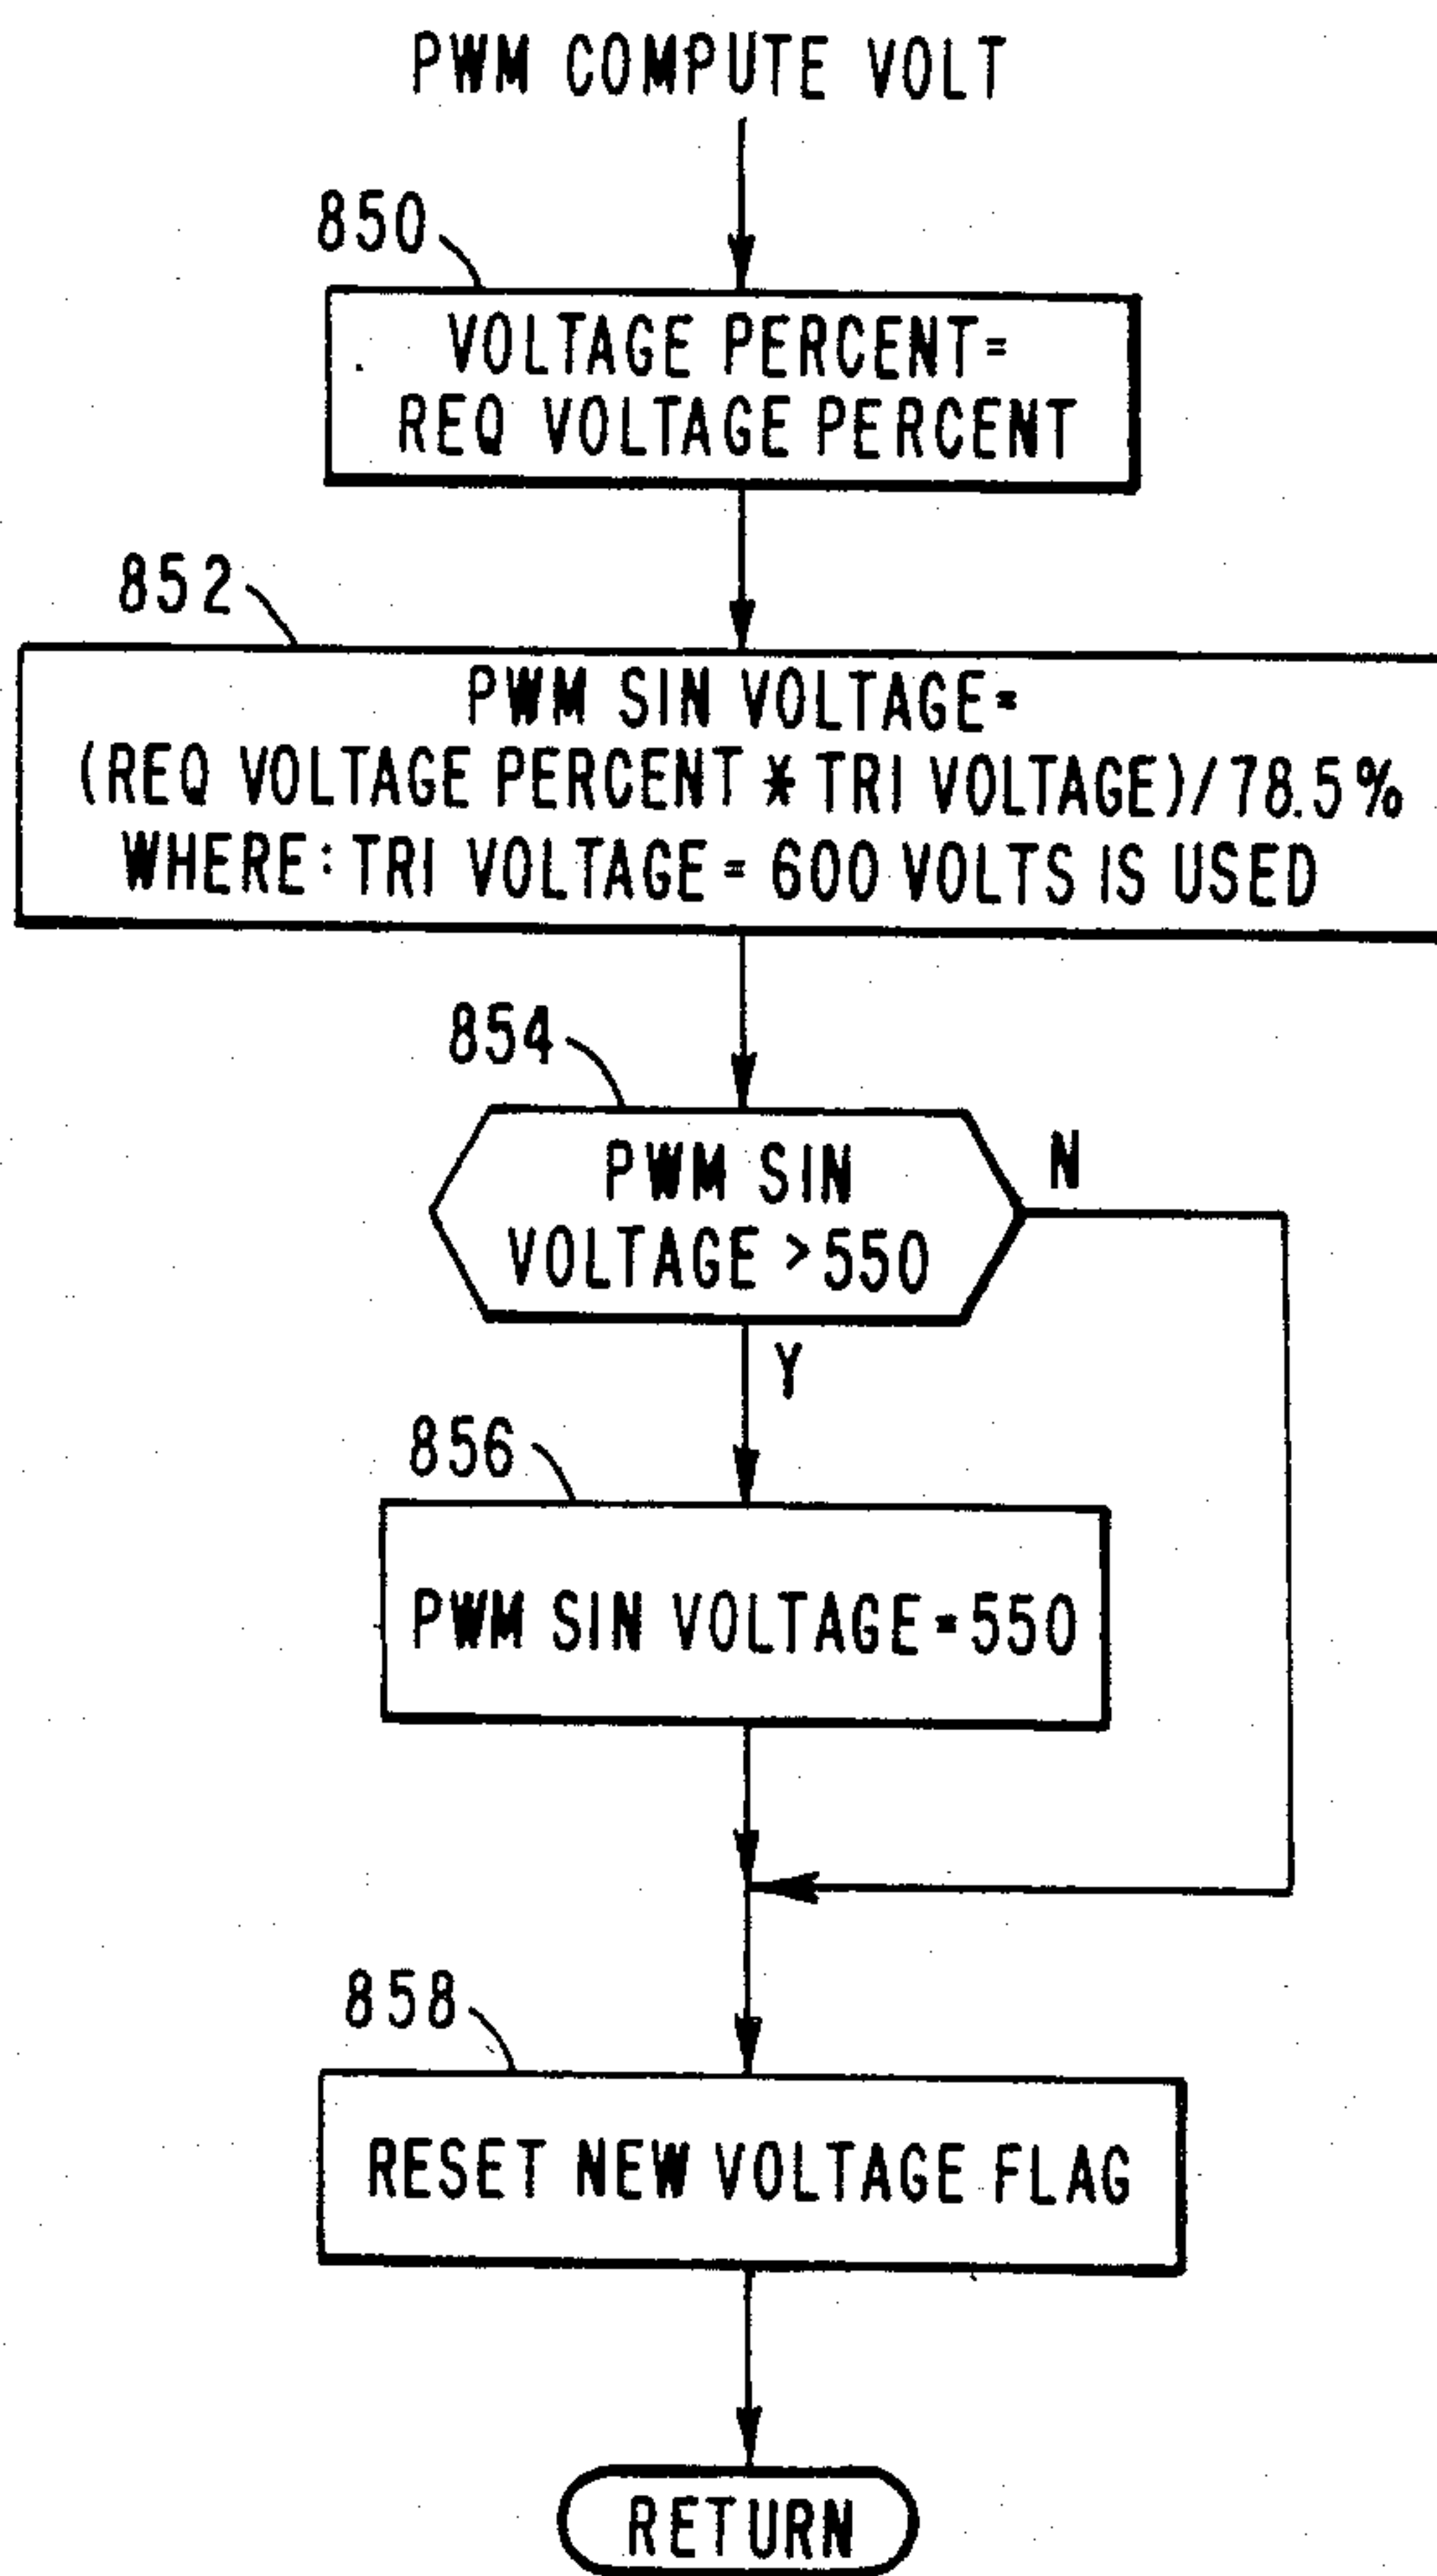 PWM COMPUTE VOLT
850
VOLTAGE PERCENT=
REQ VOLTAGE PERCENT
852
PWM SIN VOLTAGE=
(REQ VOLTAGE PERCENT * TRI VOLTAGE)/78.5%
WHERE: TRI VOLTAGE = 600 VOLTS IS USED
854
PWM SIN
VOLTAGE >550
N
Y
856
PWM SIN VOLTAGE=550
858
RESET NEW VOLTAGE FLAG
RETURN